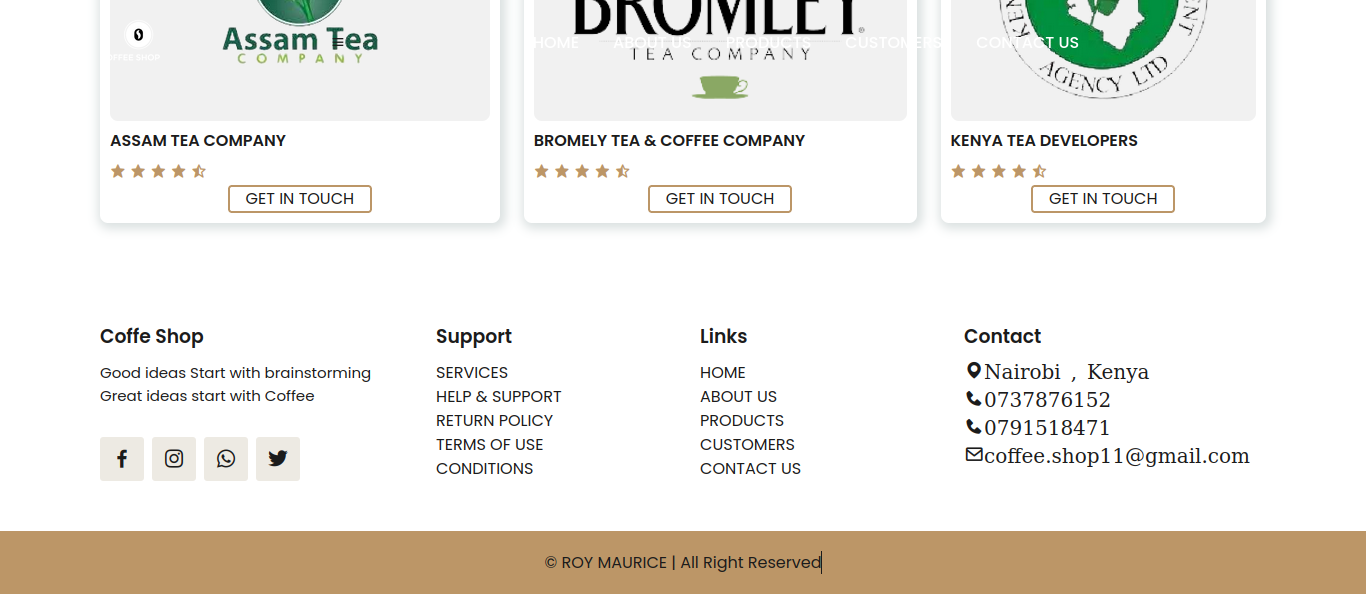 Assam Tea
COMPANY
BROMLEY®
TEA COMPANY
AGENCY LTD
COFFEE SHOP
HOME
ABOUT US
PRODUCTS
CUSTOMERS
CONTACT US
ASSAM TEA COMPANY
BROMELY TEA & COFFEE COMPANY
KENYA TEA DEVELOPERS
GET IN TOUCH
GET IN TOUCH
GET IN TOUCH
Coffe Shop
Good ideas Start with brainstorming
Great ideas start with Coffee
Support
SERVICES
HELP & SUPPORT
RETURN POLICY
TERMS OF USE
CONDITIONS
Links
HOME
ABOUT US
PRODUCTS
CUSTOMERS
CONTACT US
Contact
Nairobi , Kenya
0737876152
0791518471
coffee.shop11@gmail.com
© ROY MAURICE | All Right Reserved